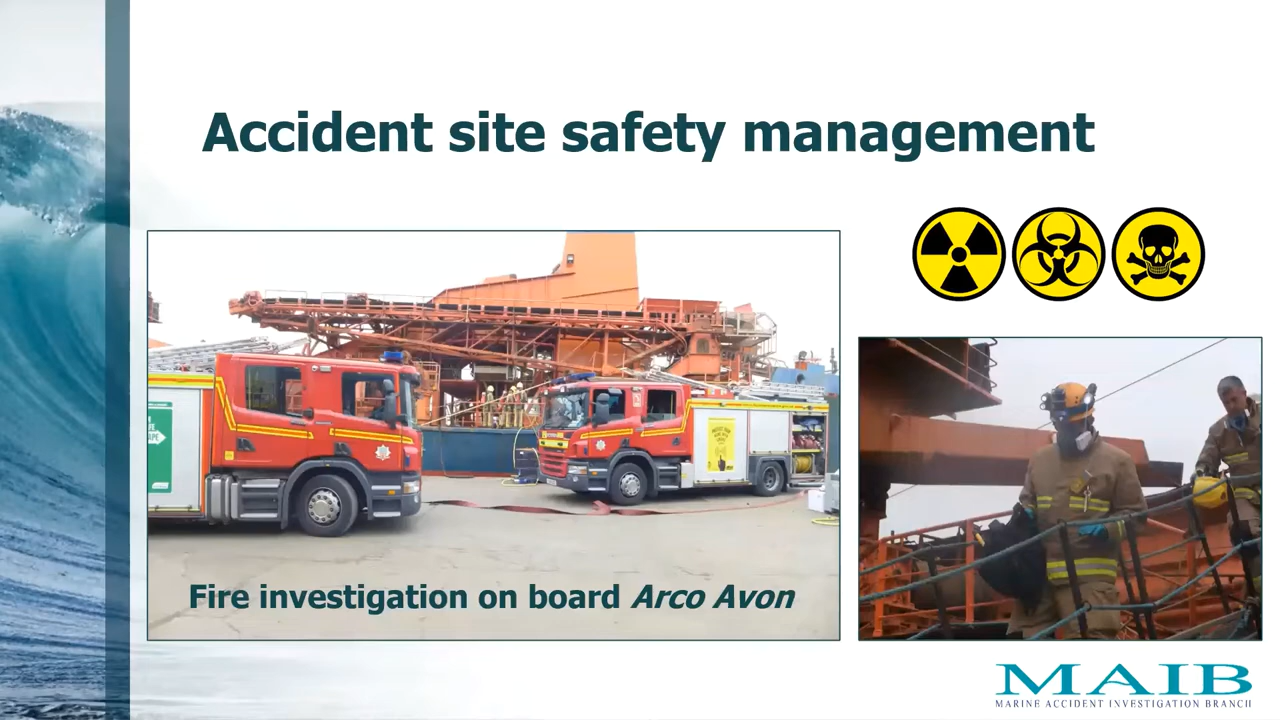 Accident site safety management
Fire investigation on board Arco Avon
MAIB
MARINE ACCIDENT INVESTIGATION BRANCH